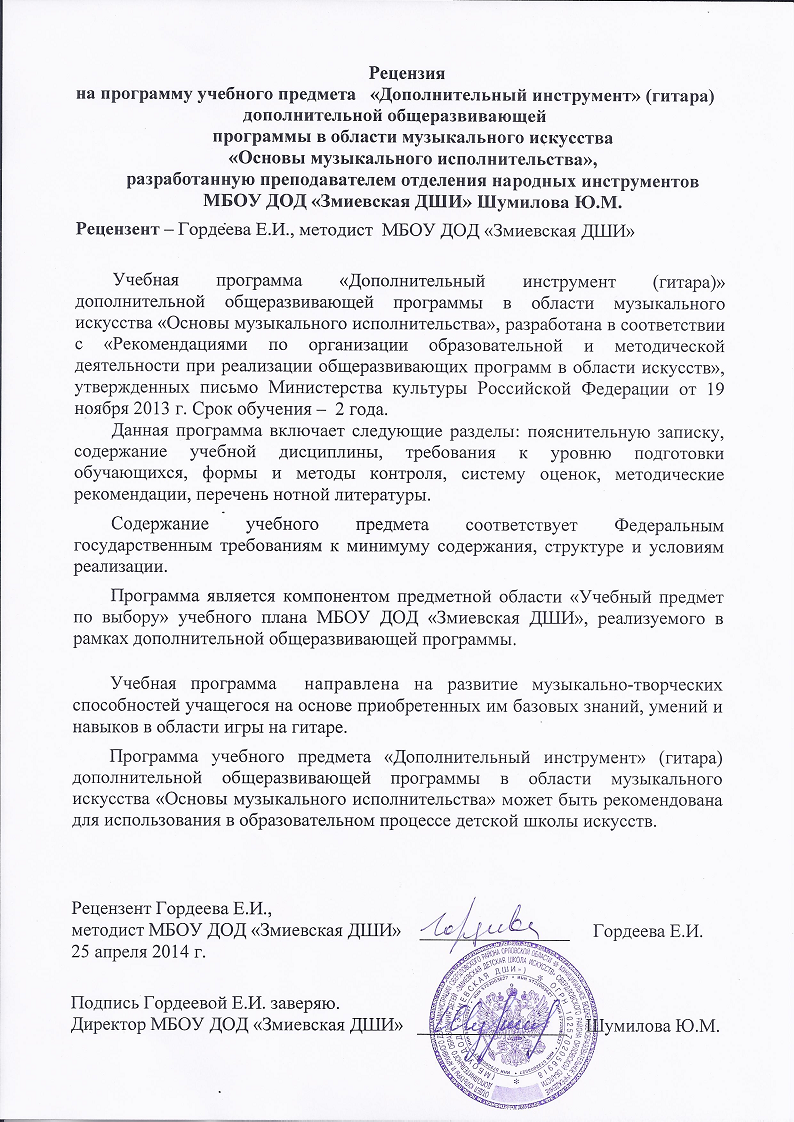 Рецензия
на программу учебного предмета «Дополнительный инструмент» (гитара)
дополнительной общеразвивающей
программы в области музыкального искусства
«Основы музыкального исполнительства»,
разработанную преподавателем отделения народных инструментов
МБОУ ДОД «Змиевская ДШИ» Шумилова Ю.М.
Рецензент – Гордеева Е.И., методист МБОУ ДОД «Змиевская ДШИ»
Учебная программа «Дополнительный инструмент (гитара)»
дополнительной общеразвивающей программы в области музыкального
искусства «Основы музыкального исполнительства», разработана в соответствии
с «Рекомендациями по организации образовательной и методической
деятельности при реализации общеразвивающих программ в области искусств»,
утвержденных письмо Министерства культуры Российской Федерации от 19
ноября 2013 г. Срок обучения – 2 года.
Данная программа включает следующие разделы: пояснительную записку,
содержание учебной дисциплины, требования к уровню подготовки
обучающихся, формы и методы контроля, систему оценок, методические
рекомендации, перечень нотной литературы.
Содержание учебного предмета соответствует Федеральным
государственным требованиям к минимуму содержания, структуре и условиям
реализации.
Программа является компонентом предметной области «Учебный предмет
по выбору» учебного плана МБОУ ДОД «Змиевская ДШИ», реализуемого в
рамках дополнительной общеразвивающей программы.
Учебная программа направлена на развитие музыкально-творческих
способностей учащегося на основе приобретенных им базовых знаний, умений и
навыков в области игры на гитаре.
Программа учебного предмета «Дополнительный инструмент» (гитара)
дополнительной общеразвивающей программы в области музыкального
искусства «Основы музыкального исполнительства» может быть рекомендована
для использования в образовательном процессе детской школы искусств.
Рецензент Гордеева Е.И.,
методист МБОУ ДОД «Змиевская ДШИ» Гордеева Е.И.
25 апреля 2014 г.
Подпись Гордеевой Е.И. заверяю.
Директор МБОУ ДОД «Змиевская ДШИ» Шумилова Ю.М.